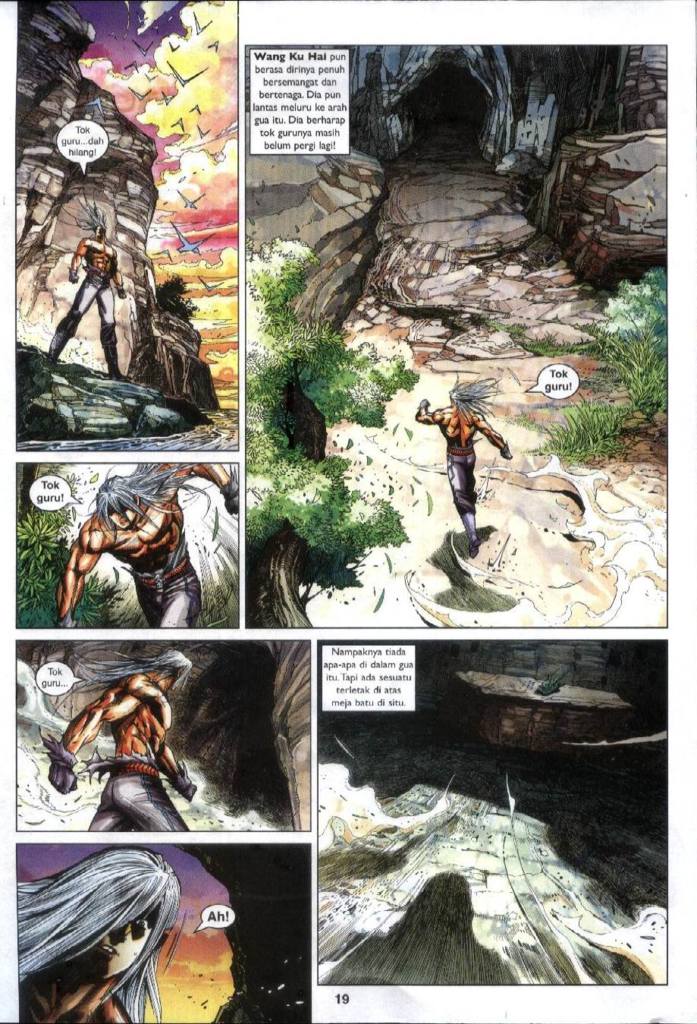 Tok
guru...dah
hilang!
Wang Ku Hai pun
berasa dirinya penuh
bersemangat dan
bertenaga. Dia pun
lantas meluru ke arah
gua itu. Dia berharap
tok gurunya masih
belum pergi lagi!
Tok
guru!
Tok
guru!
Tok
guru...
Nampaknya tiada
apa-apa di dalam gua
itu. Tapi ada sesuatu
terletak di atas
meja batu di situ.
Ah!
19